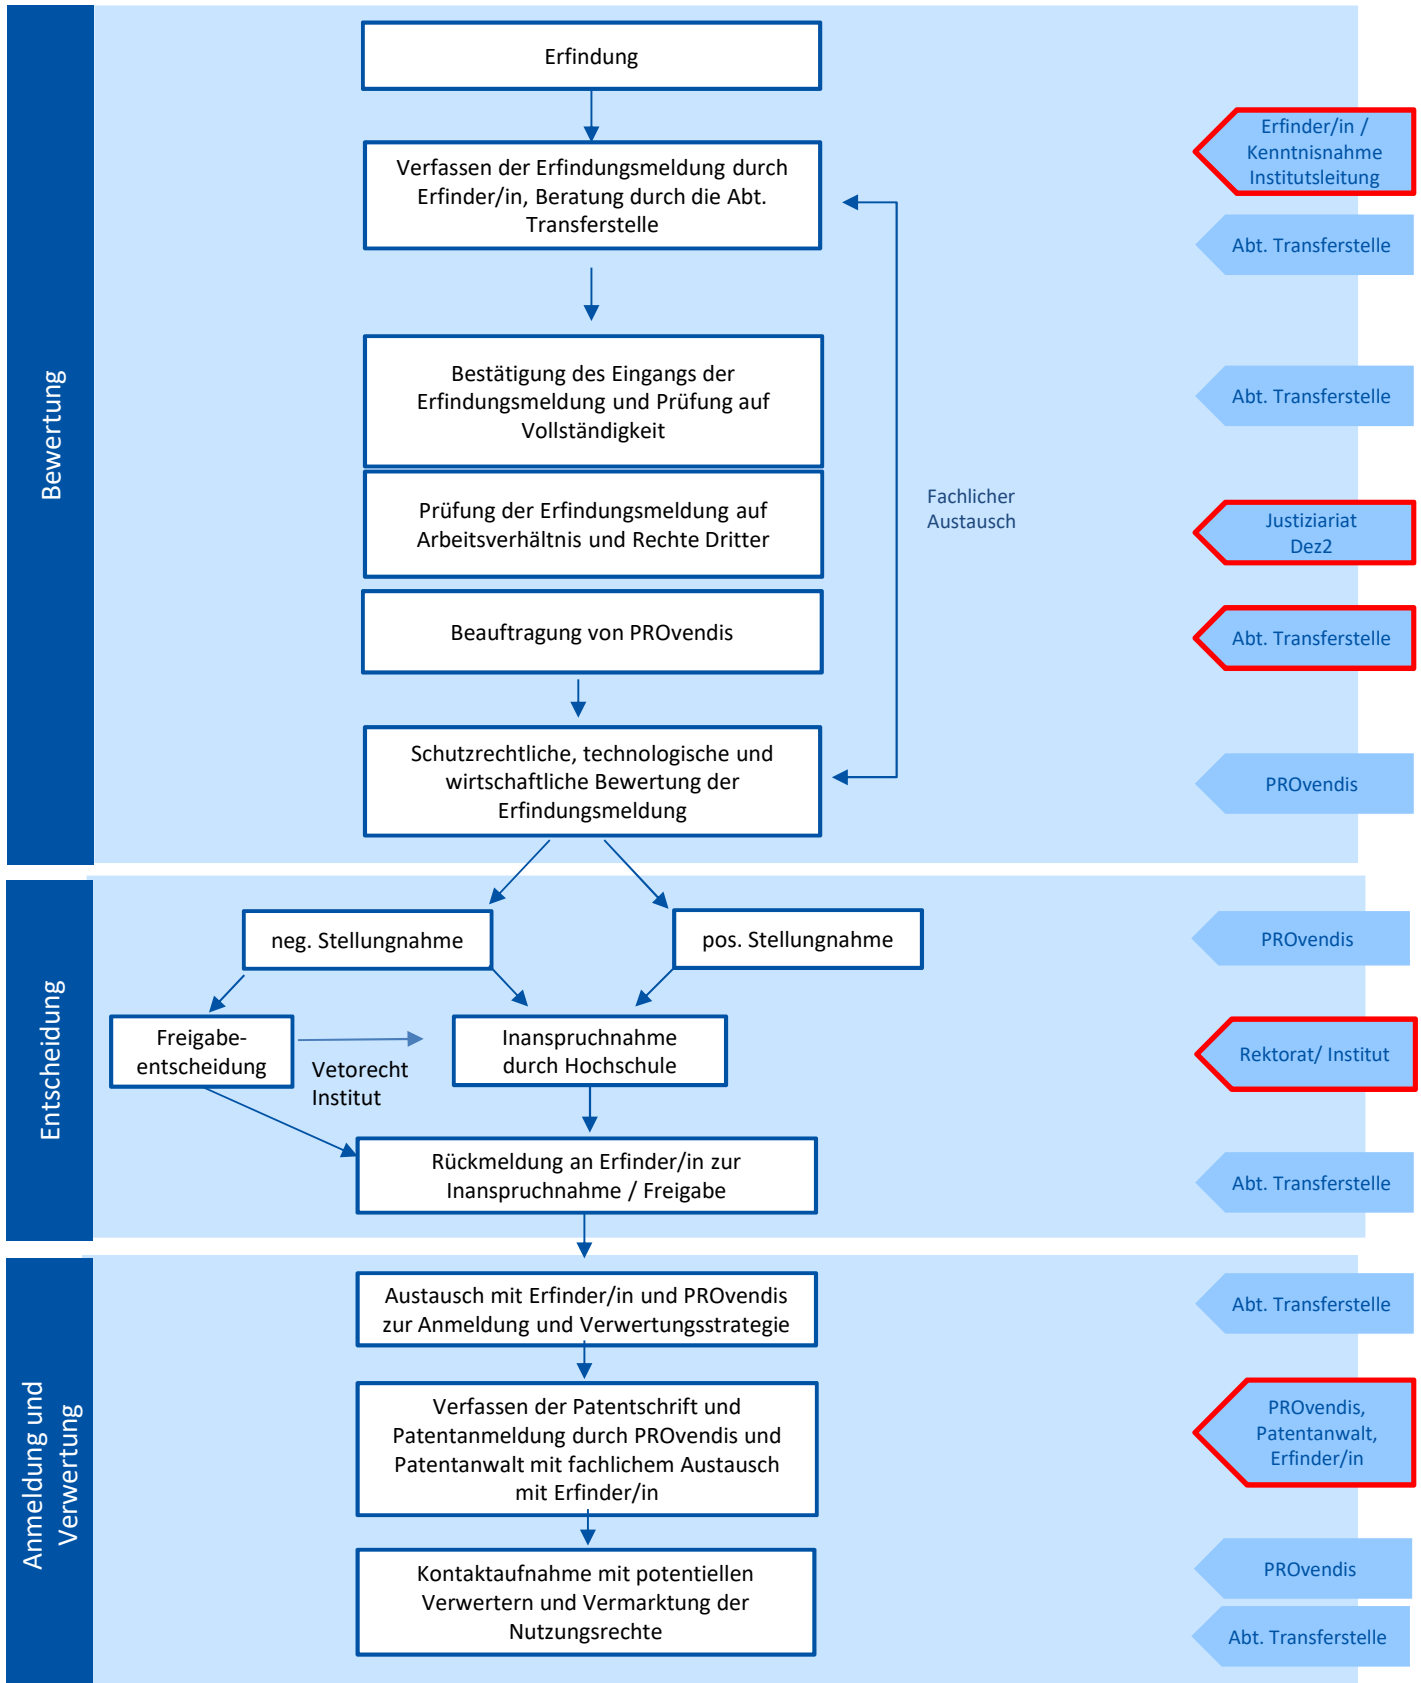 Bewertung
Erfindung
Verfassen der Erfindungsmeldung durch
Erfinder/in, Beratung durch die Abt.
Transferstelle
Erfinder/in /
Kenntnisnahme
Institutsleitung
Abt. Transferstelle
Bestätigung des Eingangs der
Erfindungsmeldung und Prüfung auf
Vollständigkeit
Abt. Transferstelle
Fachlicher
Austausch
Prüfung der Erfindungsmeldung auf
Arbeitsverhältnis und Rechte Dritter
Justiziariat
Dez2
Beauftragung von PROvendis
Abt. Transferstelle
Schutzrechtliche, technologische und
wirtschaftliche Bewertung der
Erfindungsmeldung
PROvendis
Entscheidung
neg. Stellungnahme
pos. Stellungnahme
PROvendis
Freigabe-
entscheidung
Vetorecht
Institut
Inanspruchnahme
durch Hochschule
Rektorat/ Institut
Rückmeldung an Erfinder/in zur
Inanspruchnahme / Freigabe
Abt. Transferstelle
Anmeldung und
Verwertung
Austausch mit Erfinder/in und PROvendis
zur Anmeldung und Verwertungsstrategie
Abt. Transferstelle
Verfassen der Patentschrift und
Patentanmeldung durch PROvendis und
Patentanwalt mit fachlichem Austausch
mit Erfinder/in
PROvendis,
Patentanwalt,
Erfinder/in
Kontaktaufnahme mit potentiellen
Verwertern und Vermarktung der
Nutzungsrechte
PROvendis
Abt. Transferstelle